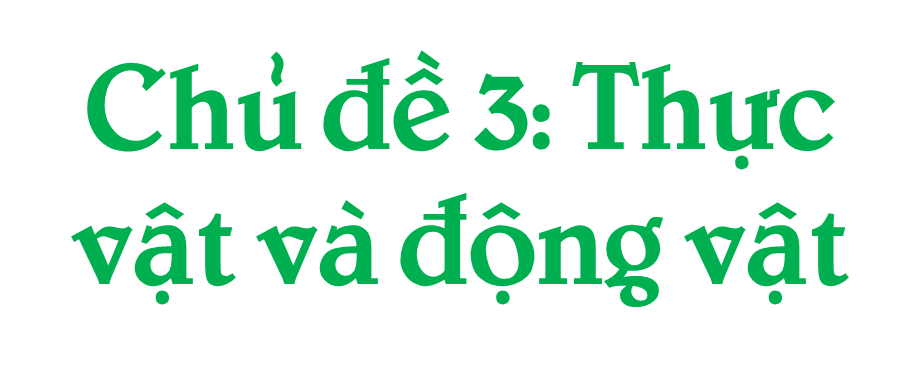 Chủ đề 3: Thực
vật và động vật